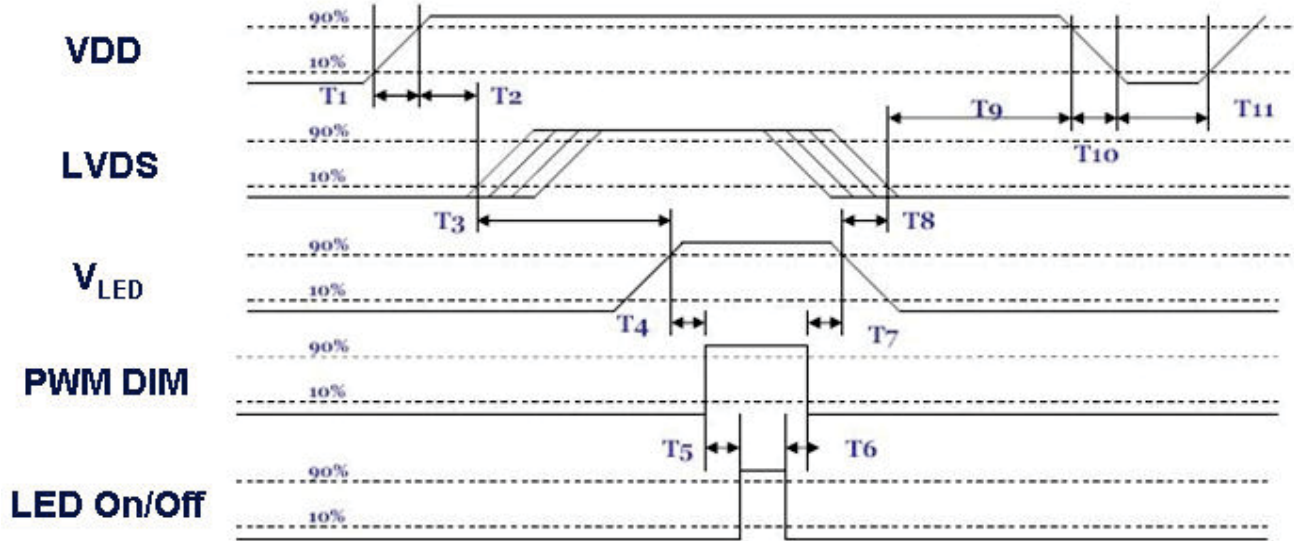 90%
VDD
10%
T1
T2
T9
T11
90%
T10
LVDS
10%
T3
T8
90%
VLED
10%
T4
T7
90%
PWM DIM
10%
T5
T6
90%
LED On/Off
10%